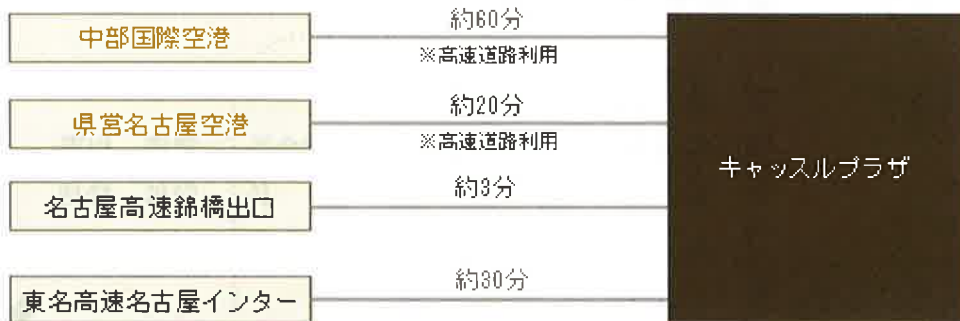 中部国際空港
約60分
※高速道路利用
県営名古屋空港
約20分
※高速道路利用
名古屋高速錦橋出口
約3分
東名高速名古屋インター
約30分
キャッスルプラザ